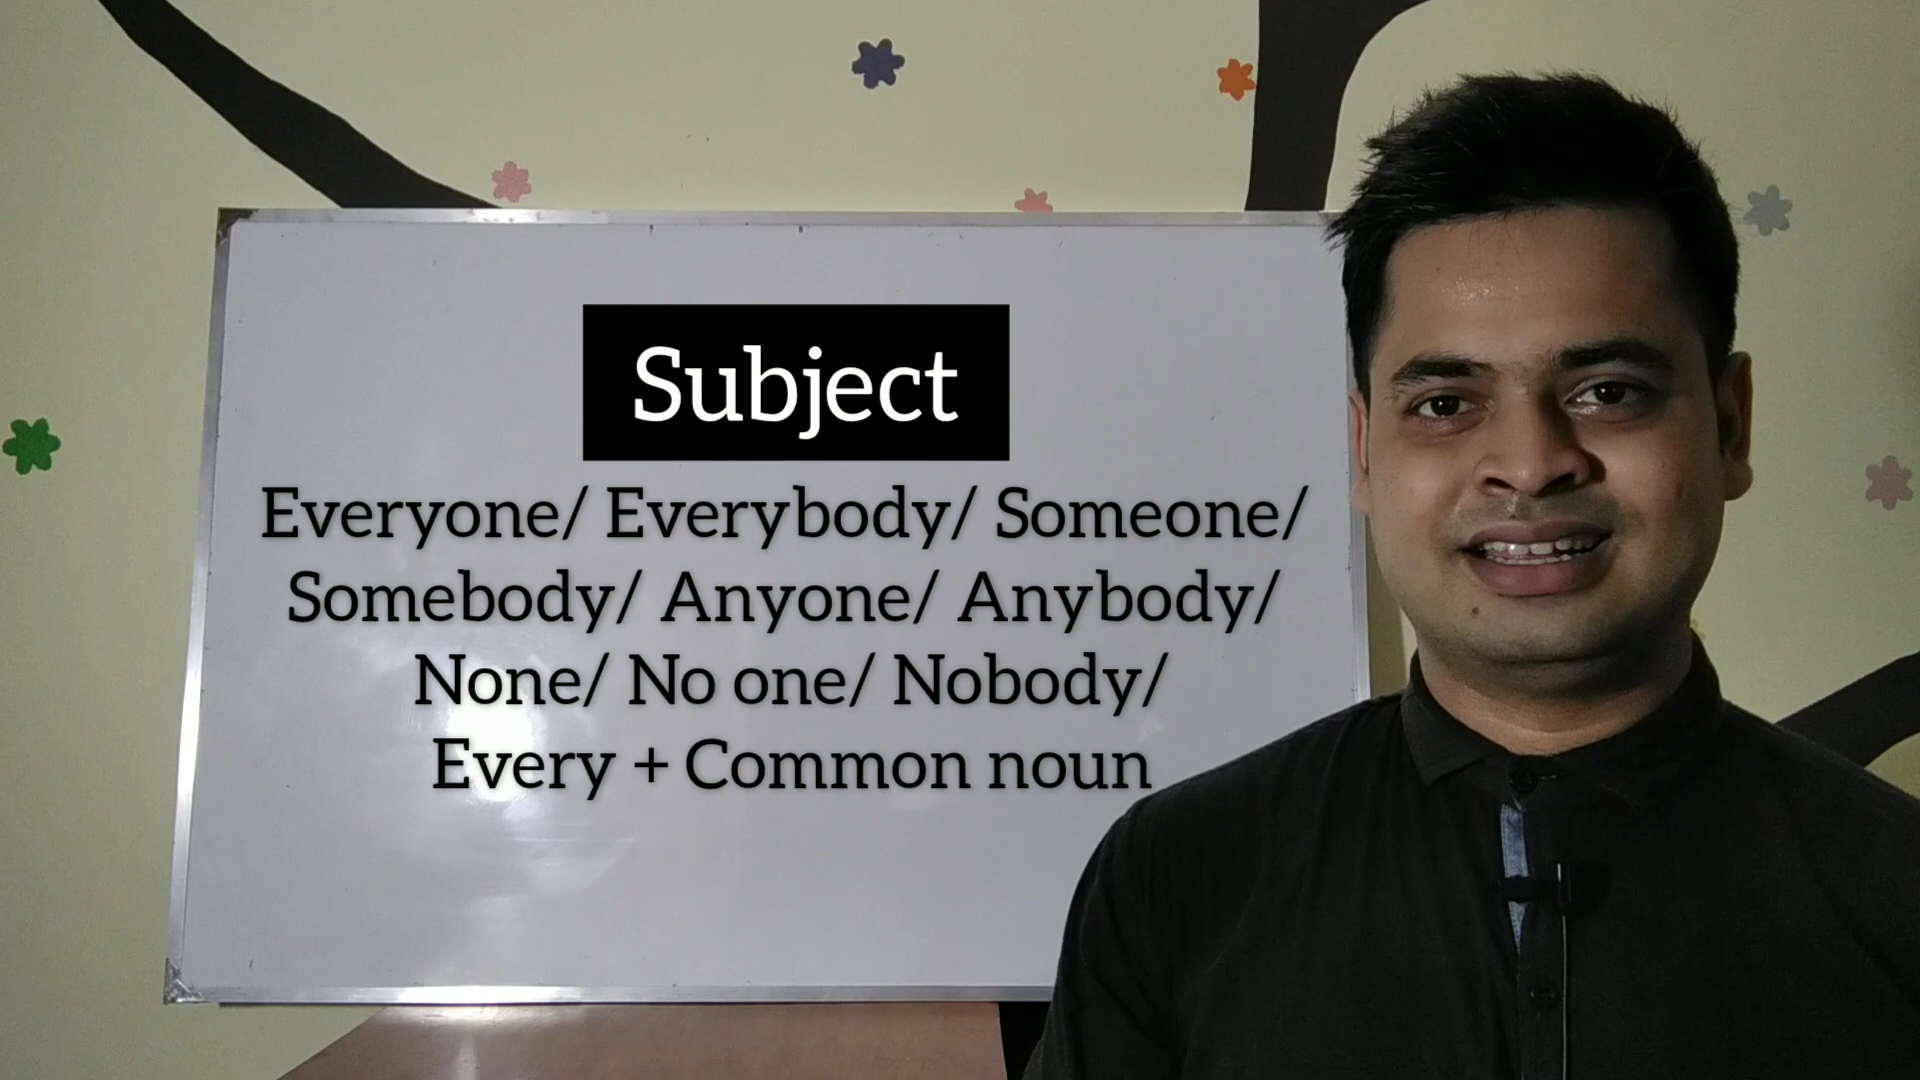 Subject
Everyone/ Everybody/ Someone/
Somebody/ Anyone/ Anybody/
None/ No one/ Nobody/
Every + Common noun